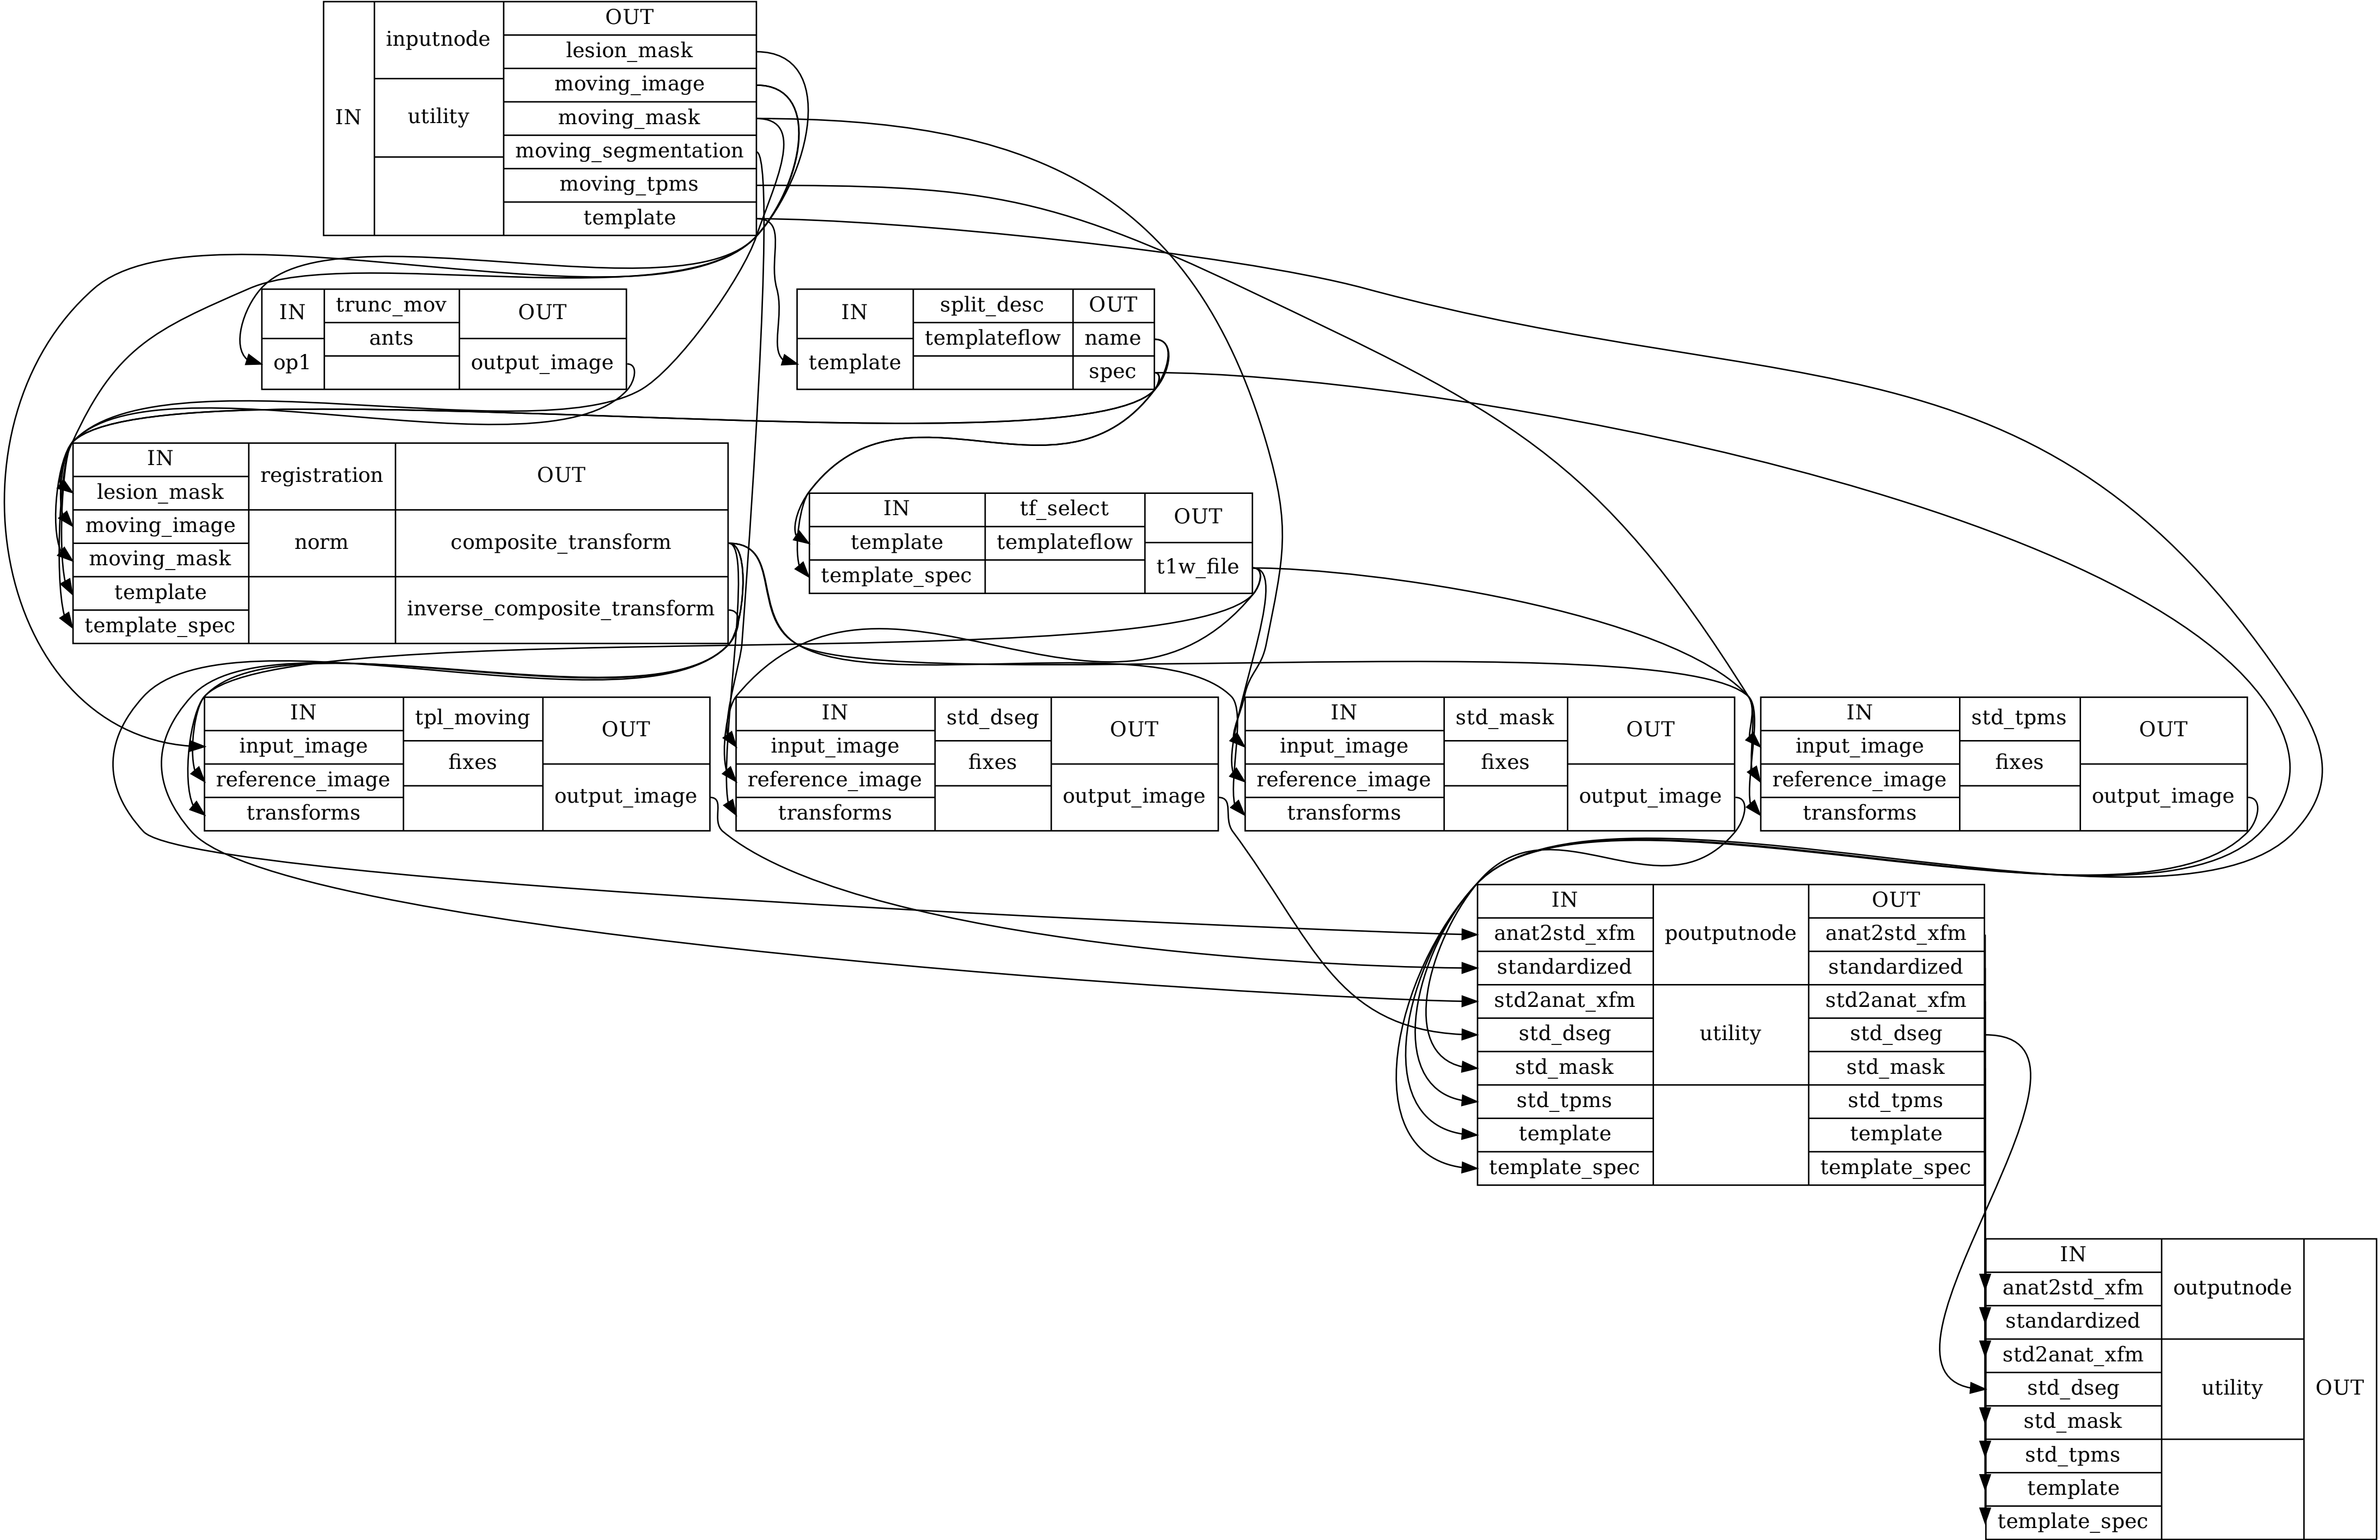 IN
inputnode
utility
OUT
lesion_mask
moving_image
moving_mask
moving_segmentation
moving_tpms
template
IN
op1
trunc_mov
ants
OUT
output_image
IN
template
split_desc
templateflow
OUT
name
spec
IN
lesion_mask
moving_image
moving_mask
template
template_spec
registration
norm
OUT
composite_transform
inverse_composite_transform
IN
template
template_spec
tf_select
templateflow
OUT
t1w_file
IN
input_image
reference_image
transforms
tpl_moving
fixes
OUT
output_image
IN
input_image
reference_image
transforms
std_dseg
fixes
OUT
output_image
IN
input_image
reference_image
transforms
std_mask
fixes
OUT
output_image
IN
input_image
reference_image
transforms
std_tpms
fixes
OUT
output_image
IN
anat2std_xfm
standardized
std2anat_xfm
std_dseg
std_mask
std_tpms
template
template_spec
poutputnode
utility
OUT
anat2std_xfm
standardized
std2anat_xfm
std_dseg
std_mask
std_tpms
template
template_spec
IN
anat2std_xfm
standardized
std2anat_xfm
std_dseg
std_mask
std_tpms
template
template_spec
outputnode
utility
OUT